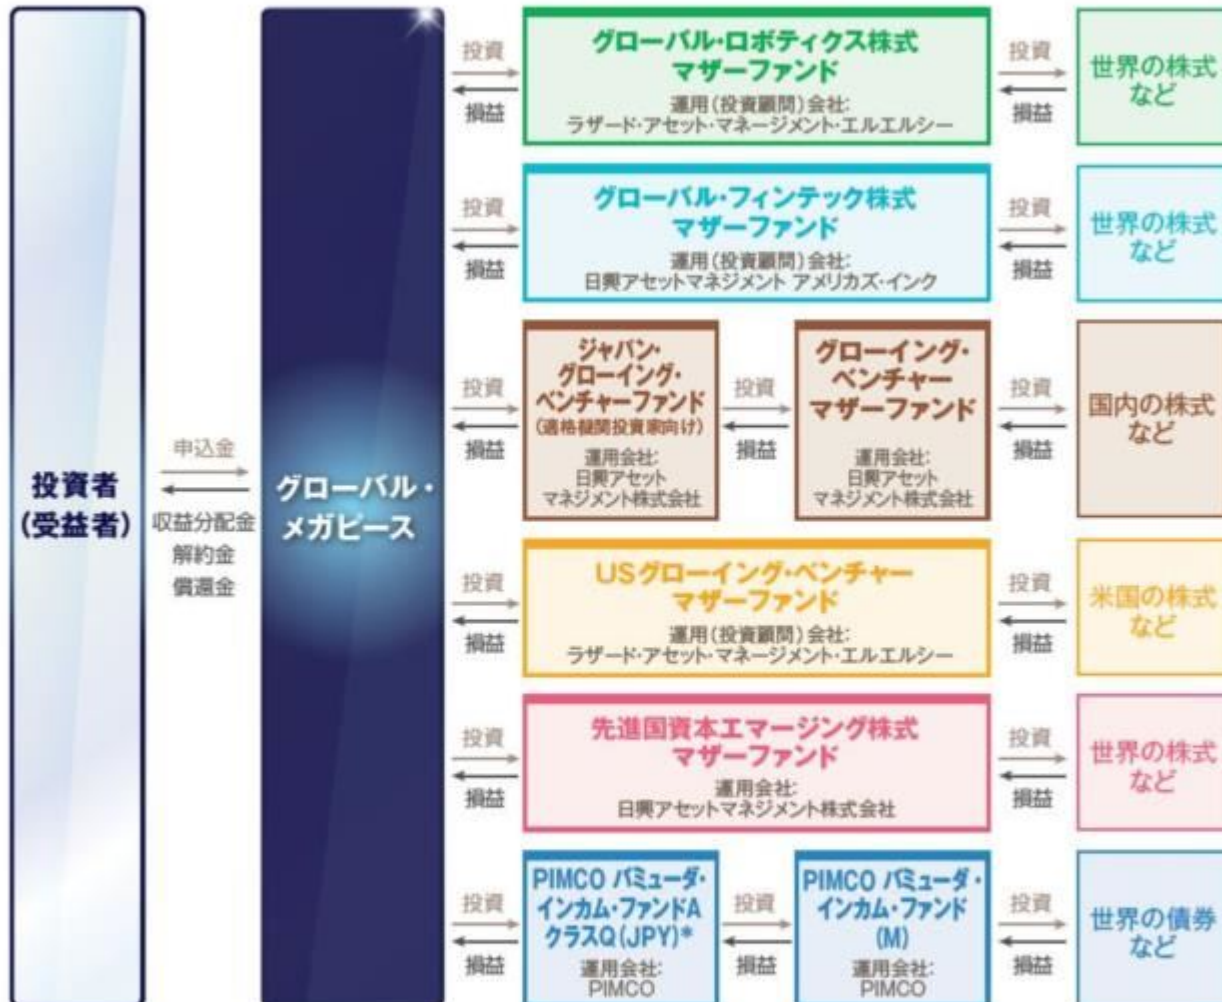 投資者
(受益者)
申込金
収益分配金
解約金
償還金
グローバル・
メガピース
投資
損益
グローバル・ロボティクス株式
マザーファンド
運用(投資顧問)会社:
ラザード・アセット・マネージメント・エルエルシー
投資
損益
世界の株式
など
投資
損益
グローバル・フィンテック株式
マザーファンド
運用(投資顧問)会社:
日興アセットマネジメント アメリカズ・インク
投資
損益
世界の株式
など
投資
損益
ジャパン・
グローイング・
ベンチャーファンド
(適格機関投資家向け)
運用会社:
日興アセット
マネジメント株式会社
投資
損益
グローイング・
ベンチャー
マザーファンド
運用会社:
日興アセット
マネジメント株式会社
投資
損益
国内の株式
など
投資
損益
USグローイング・ベンチャー
マザーファンド
運用(投資顧問)会社:
ラザード・アセット・マネージメント・エルエルシー
投資
損益
米国の株式
など
投資
損益
先進国資本エマージング株式
マザーファンド
運用会社:
日興アセットマネジメント株式会社
投資
損益
世界の株式
など
投資
損益
PIMCO バミューダ・
インカム・ファンドA
クラスQ(JPY)*
運用会社:
PIMCO
投資
損益
PIMCO バミューダ・
インカム・ファンド
(M)
運用会社:
PIMCO
投資
損益
世界の債券
など